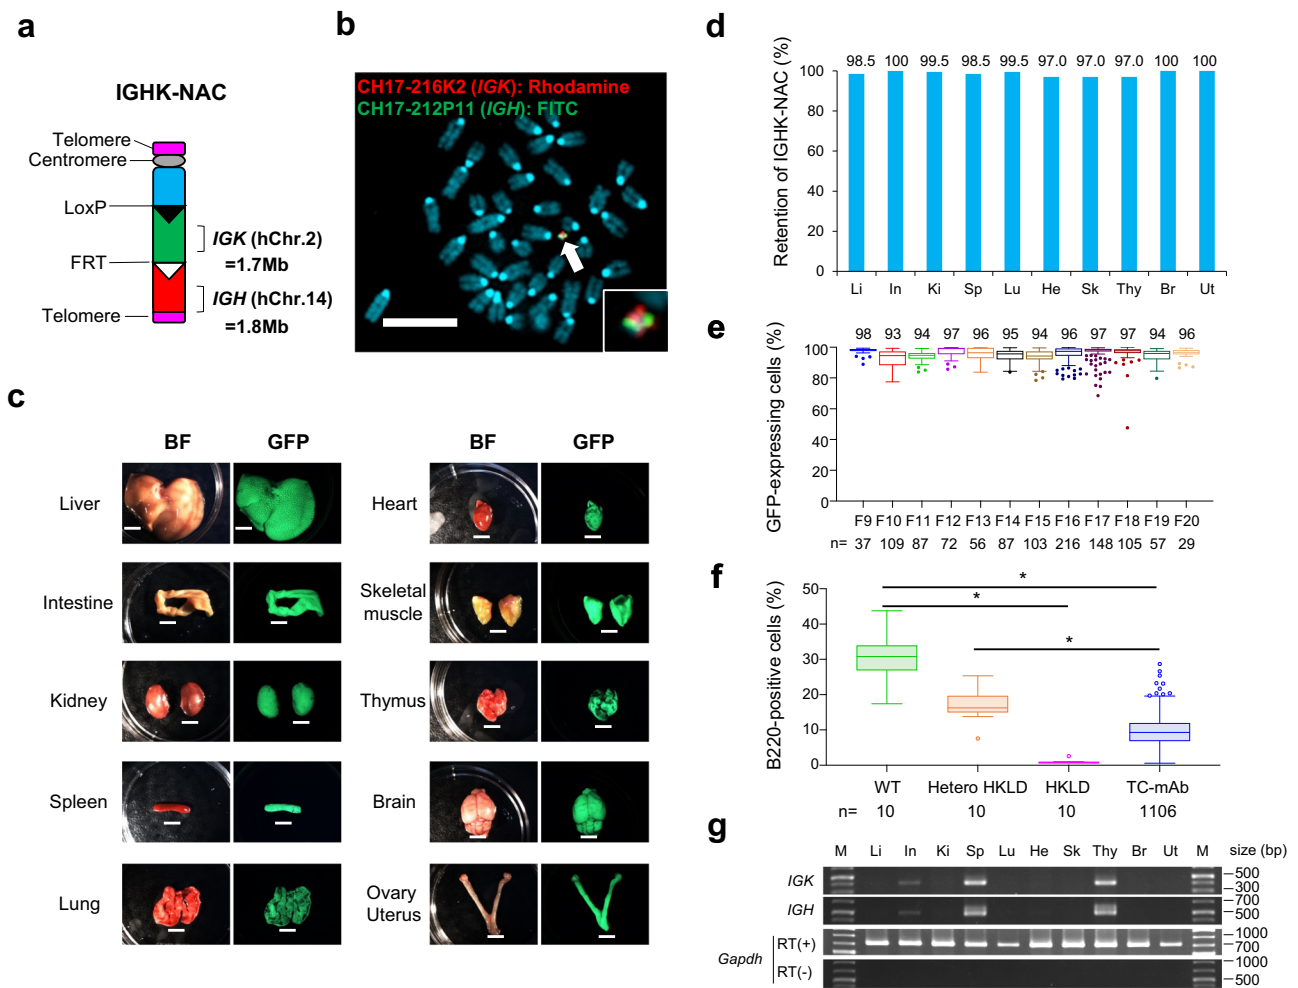 a
IGHK-NAC
Telomere
Centromere
LoxP
IGK (hChr.2)
=1.7Mb
FRT
IGH (hChr.14)
=1.8Mb
Telomere
b
CH17-216K2 (IGK): Rhodamine
CH17-212P11 (IGH): FITC
c
BF GFP BF GFP
Liver Heart
Intestine Skeletal
muscle
Kidney Thymus
Spleen Brain
Lung Ovary
Uterus
d
Retention of IGHK-NAC (%)
98.5 100 99.5 98.5 99.5 97.0 97.0 97.0 100 100
100
80
60
40
20
0
Li In Ki Sp Lu He Sk Thy Br Ut
e
GFP-expressing cells (%)
98 93 94 97 96 95 94 96 97 97 94 96
100
80
60
40
20
0
F9 F10 F11 F12 F13 F14 F15 F16 F17 F18 F19 F20
n= 37 109 87 72 56 87 103 216 148 105 57 29
f
B220-positive cells (%)
50
40
30
20
10
0
* 
*
*
WT Hetero HKLD HKLD TC-mAb
n= 10 10 10 1106
g
M Li In Ki Sp Lu He Sk Thy Br Ut M size (bp)
IGK
500
300
IGH
700
500
Gapdh
RT(+)
1000
700
RT(-)
1000
500